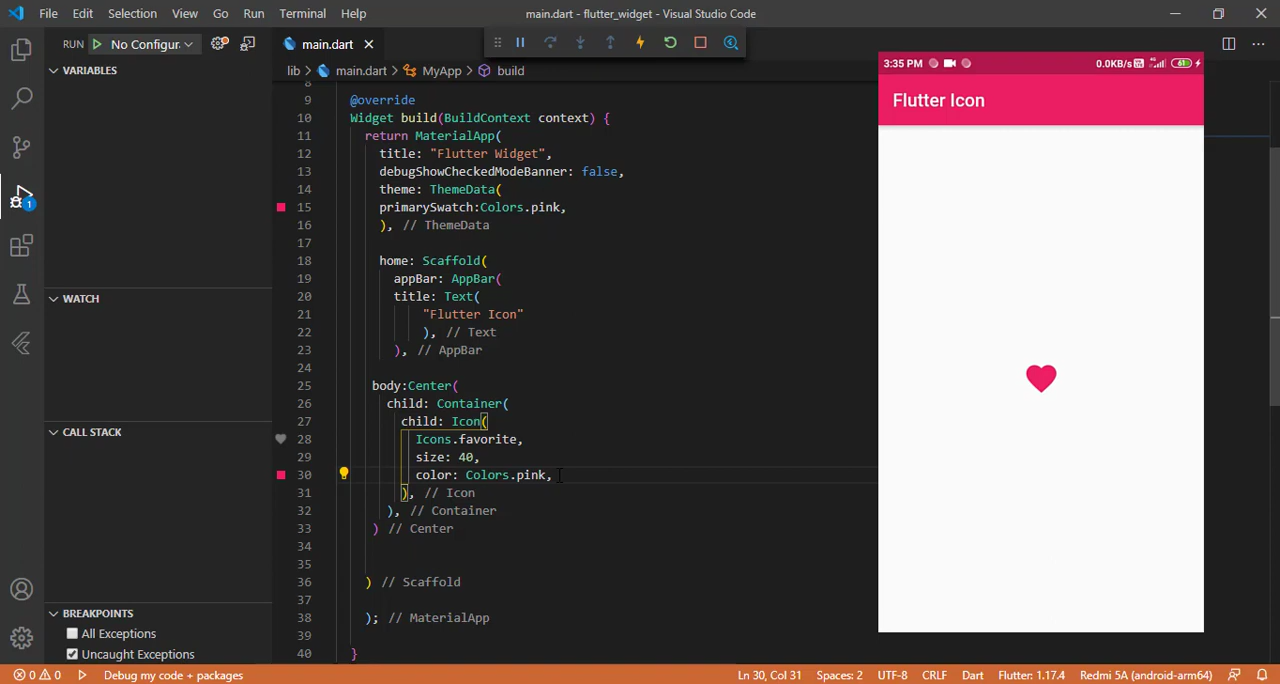 File Edit Selection View Go Run Terminal Help
main.dart - flutter_widget - Visual Studio Code
RUN No Configur
main.dart
lib > main.dart > MyApp > build
VARIABLES
WATCH
CALL STACK
BREAKPOINTS
All Exceptions
Uncaught Exceptions
1
8
9 @override
10 Widget build(BuildContext context) {
11 return MaterialApp(
12 title: "Flutter Widget",
13 debugShowCheckedModeBanner: false,
14 theme: ThemeData(
15 primarySwatch:Colors.pink,
16 ), // ThemeData
17
18 home: Scaffold(
19 appBar: AppBar(
20 title: Text(
21 "Flutter Icon"
22 ), // Text
23 ), // AppBar
24
25 body:Center(
26 child: Container(
27 child: Icon(
28 Icons.favorite,
29 size: 40,
30 color: Colors.pink,
31 ), // Icon
32 ), // Container
33 ) // Center
34
35
36 ) // Scaffold
37
38 ); // MaterialApp
39
40 }
3:35 PM 0.0KB/s 61
Flutter Icon
0 0 Debug my code + packages
Ln 30, Col 31 Spaces: 2 UTF-8 CRLF Dart Flutter: 1.17.4 Redmi 5A (android-arm64)